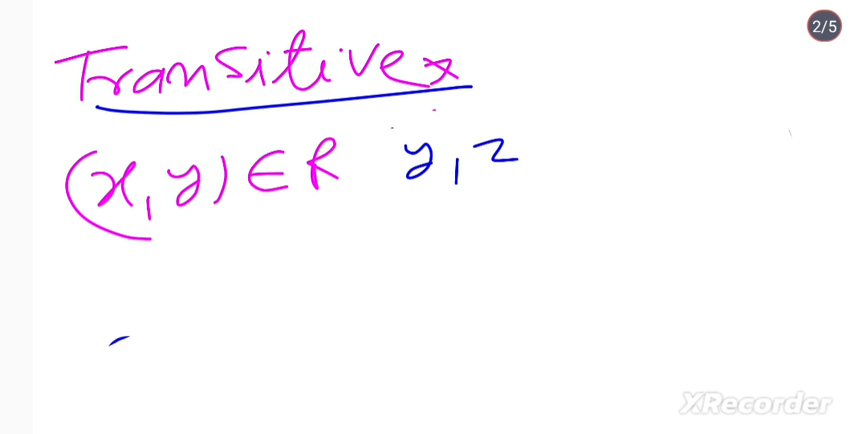 2/5
Transitive x
(x, y) ∈ R y, z
XRecorder